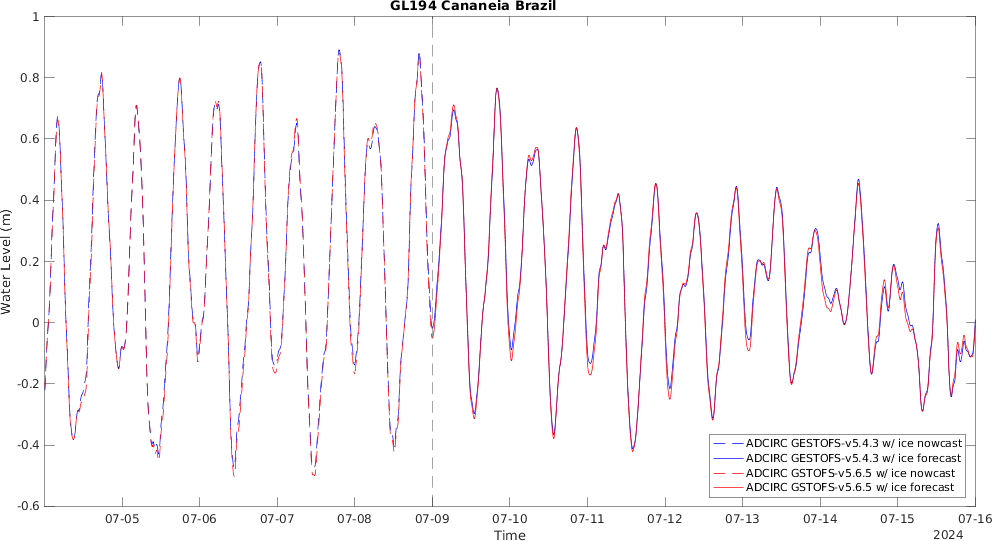 GL194 Cananeia Brazil
1
0.8
0.6
0.4
0.2
0
-0.2
-0.4
-0.6
Water Level (m)
ADCIRC GESTOFS-v5.4.3 w/ ice nowcast
ADCIRC GESTOFS-v5.4.3 w/ ice forecast
ADCIRC GSTOFS-v5.6.5 w/ ice nowcast
ADCIRC GSTOFS-v5.6.5 w/ ice forecast
07-05 07-06 07-07 07-08 07-09 07-10 07-11 07-12 07-13 07-14 07-15 07-16
Time
2024